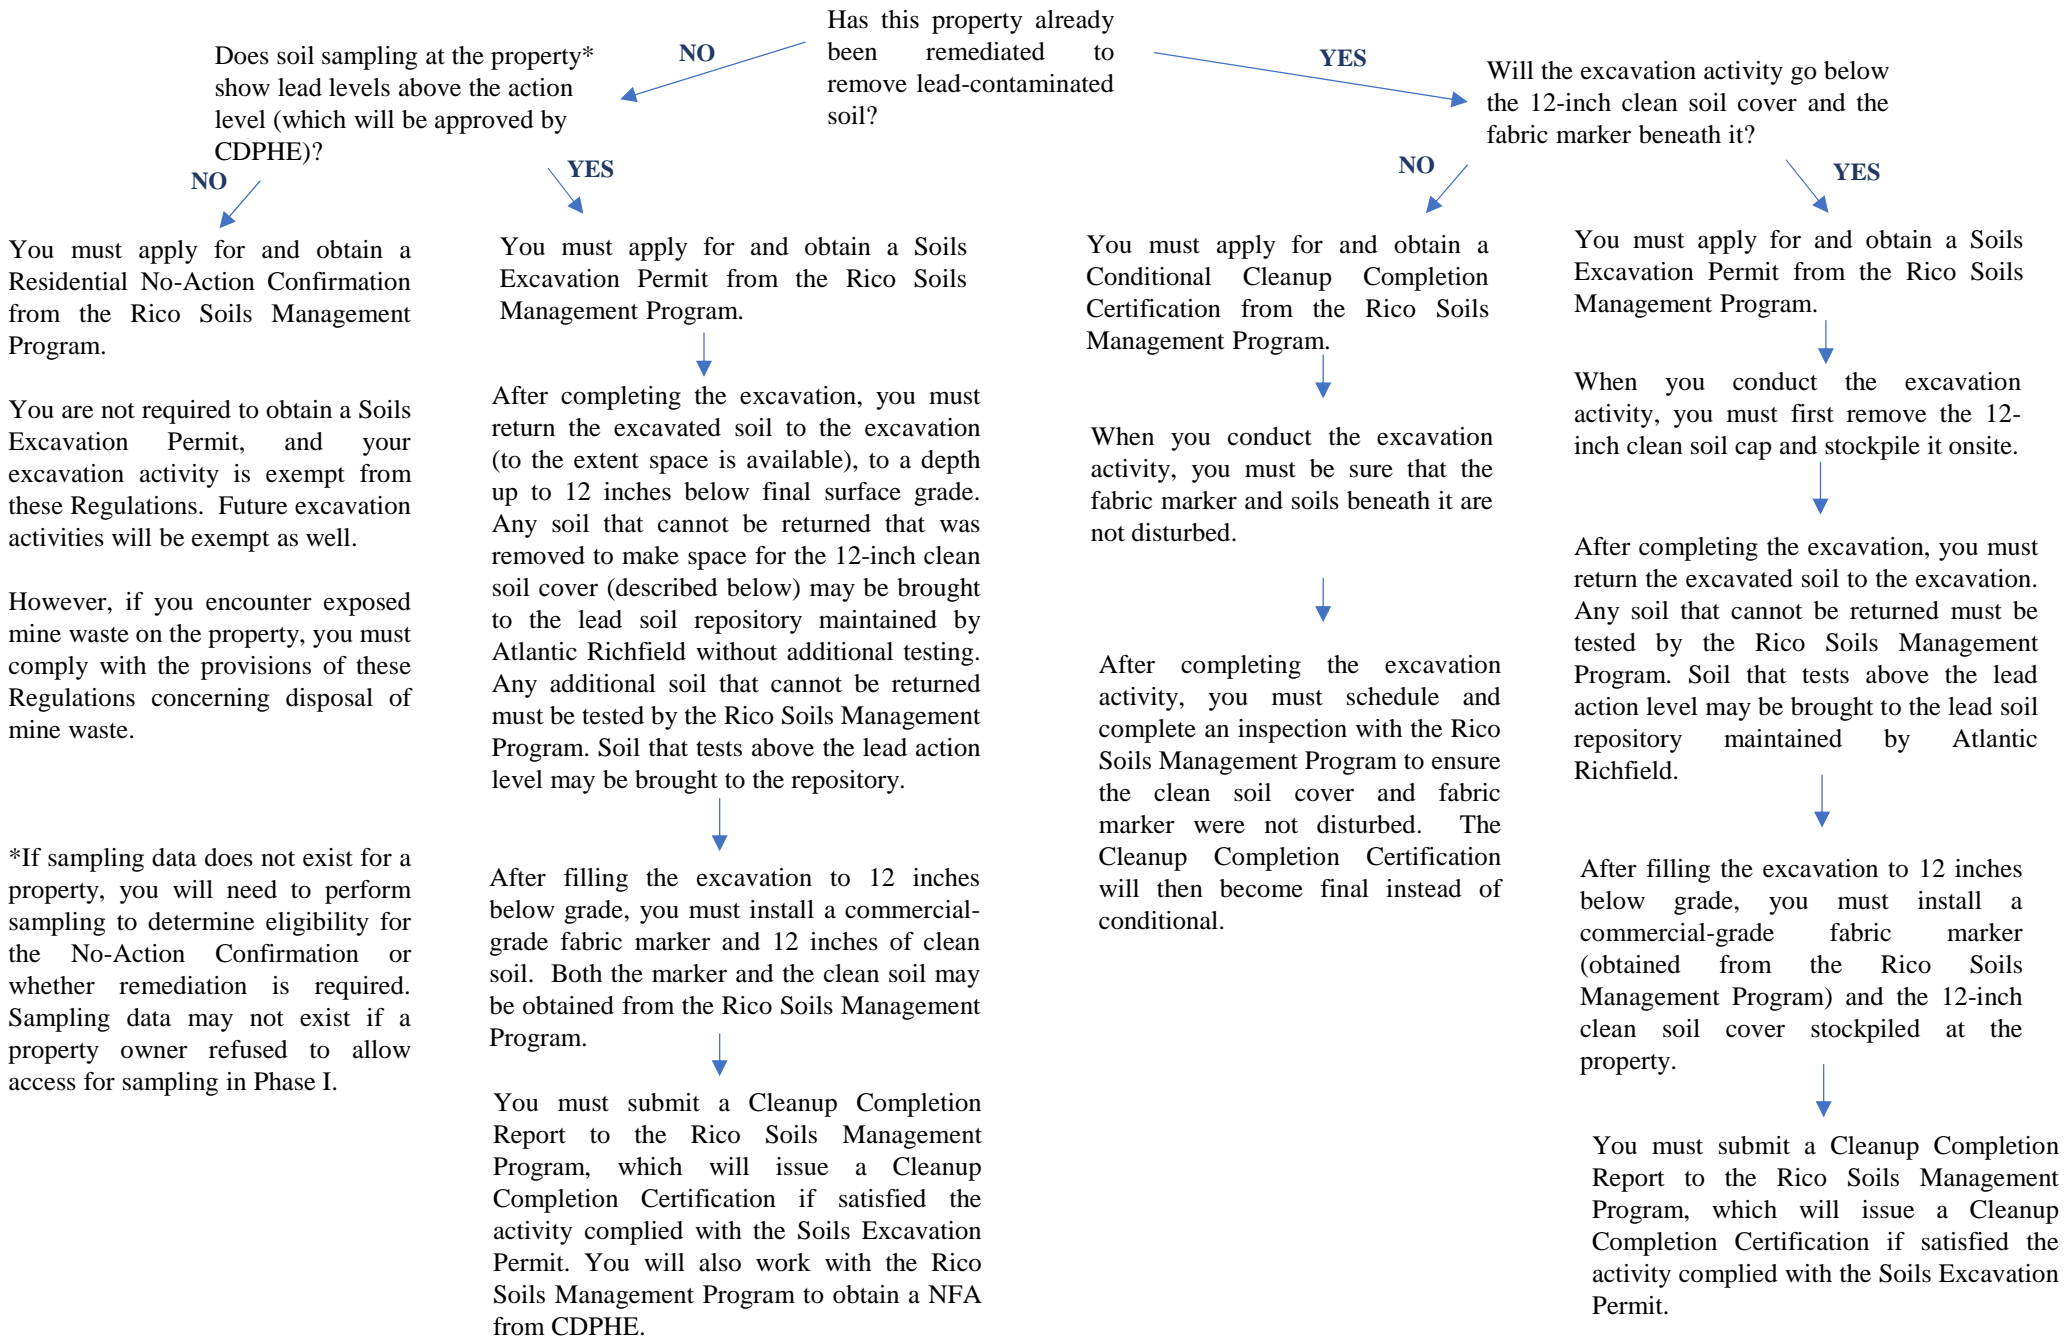 Has this property already
been remediated to
remove lead-contaminated
soil?
NO
YES
Does soil sampling at the property*
show lead levels above the action
level (which will be approved by
CDPHE)?
NO
YES
Will the excavation activity go below
the 12-inch clean soil cover and the
fabric marker beneath it?
NO
YES
You must apply for and obtain a
Residential No-Action Confirmation
from the Rico Soils Management
Program.
You are not required to obtain a Soils
Excavation Permit, and your
excavation activity is exempt from
these Regulations. Future excavation
activities will be exempt as well.
However, if you encounter exposed
mine waste on the property, you must
comply with the provisions of these
Regulations concerning disposal of
mine waste.
*If sampling data does not exist for a
property, you will need to perform
sampling to determine eligibility for
the No-Action Confirmation or
whether remediation is required.
Sampling data may not exist if a
property owner refused to allow
access for sampling in Phase I.
You must apply for and obtain a Soils
Excavation Permit from the Rico Soils
Management Program.
After completing the excavation, you must
return the excavated soil to the excavation
(to the extent space is available), to a depth
up to 12 inches below final surface grade.
Any soil that cannot be returned that was
removed to make space for the 12-inch clean
soil cover (described below) may be brought
to the lead soil repository maintained by
Atlantic Richfield without additional testing.
Any additional soil that cannot be returned
must be tested by the Rico Soils Management
Program. Soil that tests above the lead action
level may be brought to the repository.
After filling the excavation to 12 inches
below grade, you must install a commercial-
grade fabric marker and 12 inches of clean
soil. Both the marker and the clean soil may
be obtained from the Rico Soils Management
Program.
You must submit a Cleanup Completion
Report to the Rico Soils Management
Program, which will issue a Cleanup
Completion Certification if satisfied the
activity complied with the Soils Excavation
Permit. You will also work with the Rico
Soils Management Program to obtain a NFA
from CDPHE.
You must apply for and obtain a
Conditional Cleanup Completion
Certification from the Rico Soils
Management Program.
When you conduct the excavation
activity, you must be sure that the
fabric marker and soils beneath it are
not disturbed.
After completing the excavation
activity, you must schedule and
complete an inspection with the Rico
Soils Management Program to ensure
the clean soil cover and fabric
marker were not disturbed. The
Cleanup Completion Certification
will then become final instead of
conditional.
You must apply for and obtain a Soils
Excavation Permit from the Rico Soils
Management Program.
When you conduct the excavation
activity, you must first remove the 12-
inch clean soil cap and stockpile it onsite.
After completing the excavation, you must
return the excavated soil to the excavation.
Any soil that cannot be returned must be
tested by the Rico Soils Management
Program. Soil that tests above the lead
action level may be brought to the lead soil
repository maintained by Atlantic
Richfield.
After filling the excavation to 12 inches
below grade, you must install a
commercial-grade fabric marker
(obtained from the Rico Soils
Management Program) and the 12-inch
clean soil cover stockpiled at the
property.
You must submit a Cleanup Completion
Report to the Rico Soils Management
Program, which will issue a Cleanup
Completion Certification if satisfied the
activity complied with the Soils Excavation
Permit.